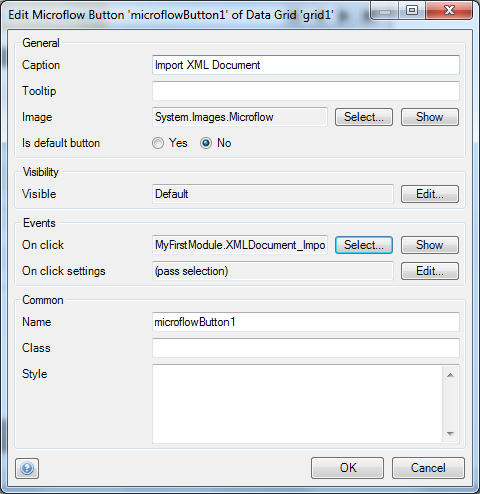 Edit Microflow Button 'microflowButton1' of Data Grid 'grid1'
General
Caption Import XML Document
Tooltip
Image System.Images.Microflow Select... Show
Is default button Yes No
Visibility
Visible Default Edit...
Events
On click MyFirstModule.XMLDocument_Impo Select... Show
On click settings (pass selection) Edit...
Common
Name microflowButton1
Class
Style
? OK Cancel